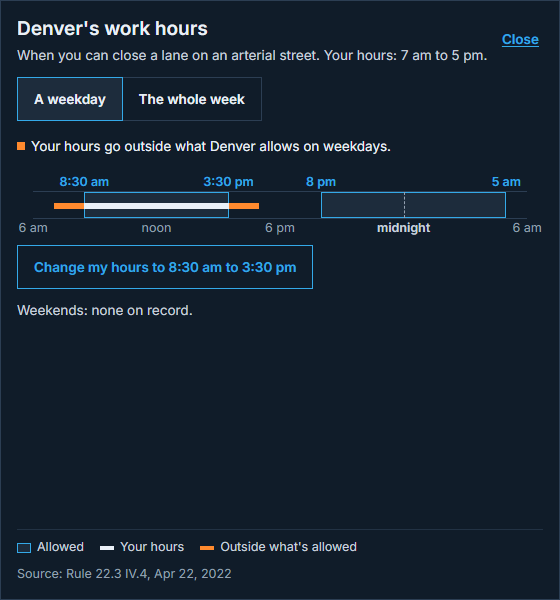 Denver's work hours
Close
When you can close a lane on an arterial street. Your hours: 7 am to 5 pm.
A weekday
The whole week
Your hours go outside what Denver allows on weekdays.
8:30 am
3:30 pm
8 pm
5 am
6 am
noon
6 pm
midnight
6 am
Change my hours to 8:30 am to 3:30 pm
Weekends: none on record.
Allowed
Your hours
Outside what's allowed
Source: Rule 22.3 IV.4, Apr 22, 2022